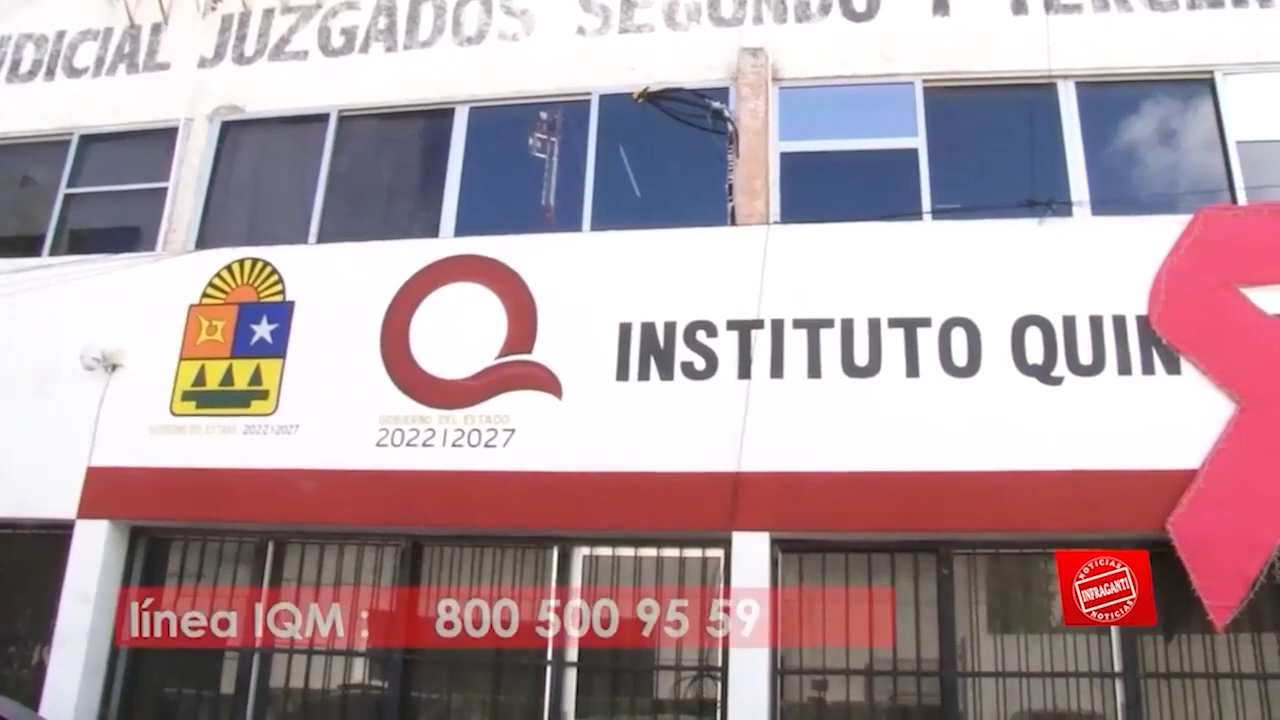 JUDICIAL JUZGADOS SEGUNDO Y TERCER
INSTITUTO QUIN
GOBIERNO DEL ESTADO 2022|2027
GOBIERNO DEL ESTADO
2022|2027
línea IQM : 800 500 95 59
NOTICIAS
INFRAGANTI
NOTICIAS